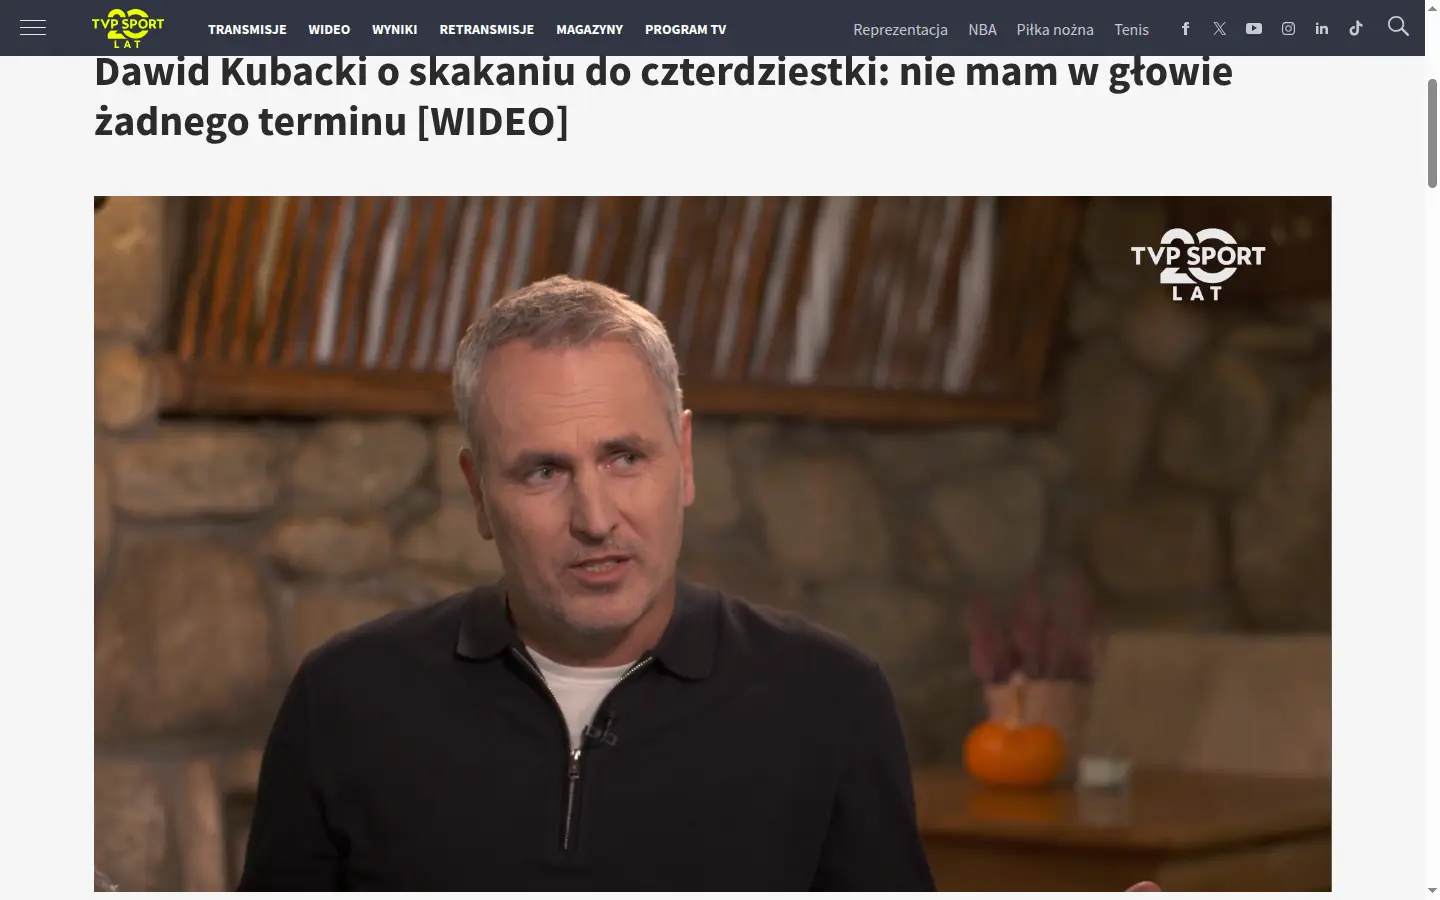 TVP SPORT
20
LAT
TRANSMISJE WIDEO WYNIKI RETRANSMISJE MAGAZYNY PROGRAM TV Reprezentacja NBA Piłka nożna Tenis
Dawid Kubacki o skakaniu do czterdziestki: nie mam w głowie
żadnego terminu [WIDEO]
20
TVP SPORT
LAT